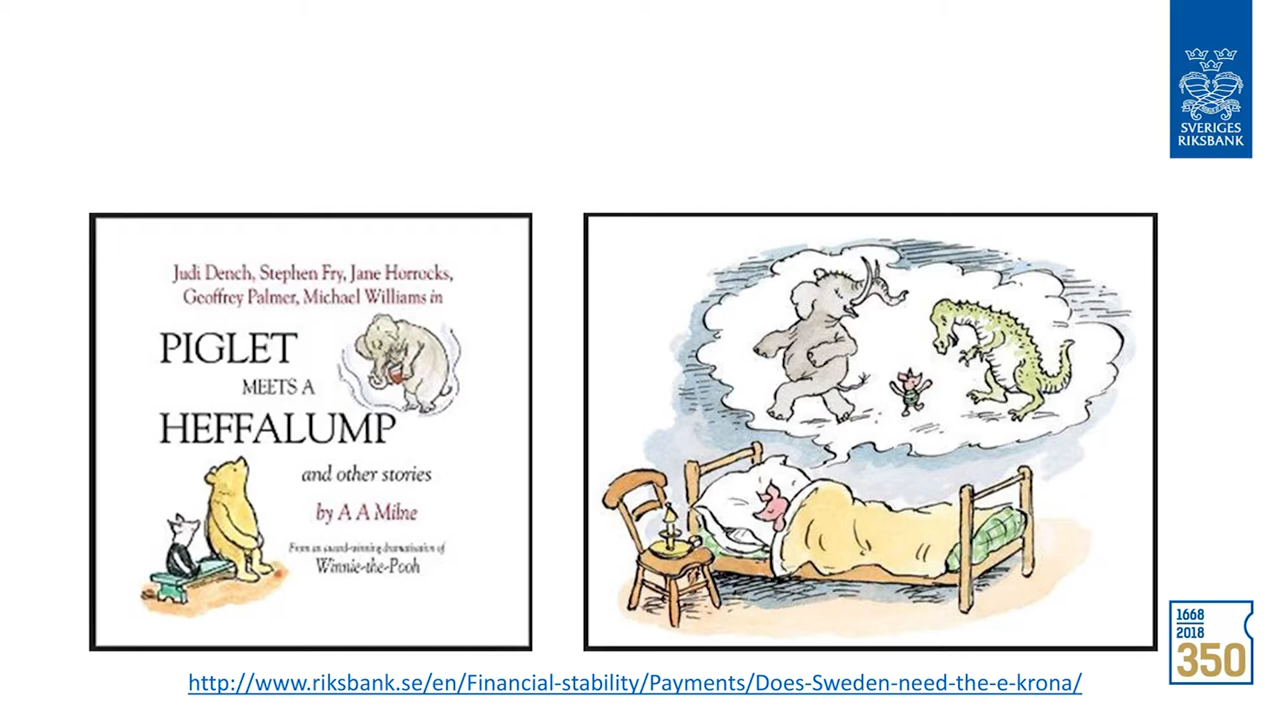 SVERIGES
RIKSBANK
Judi Dench, Stephen Fry, Jane Horrocks,
Geoffrey Palmer, Michael Williams in
PIGLET
MEETS A
HEFFALUMP
and other stories
by A A Milne
From an award-winning dramatisation of
Winnie-the-Pooh
1668
2018
350
http://www.riksbank.se/en/Financial-stability/Payments/Does-Sweden-need-the-e-krona/